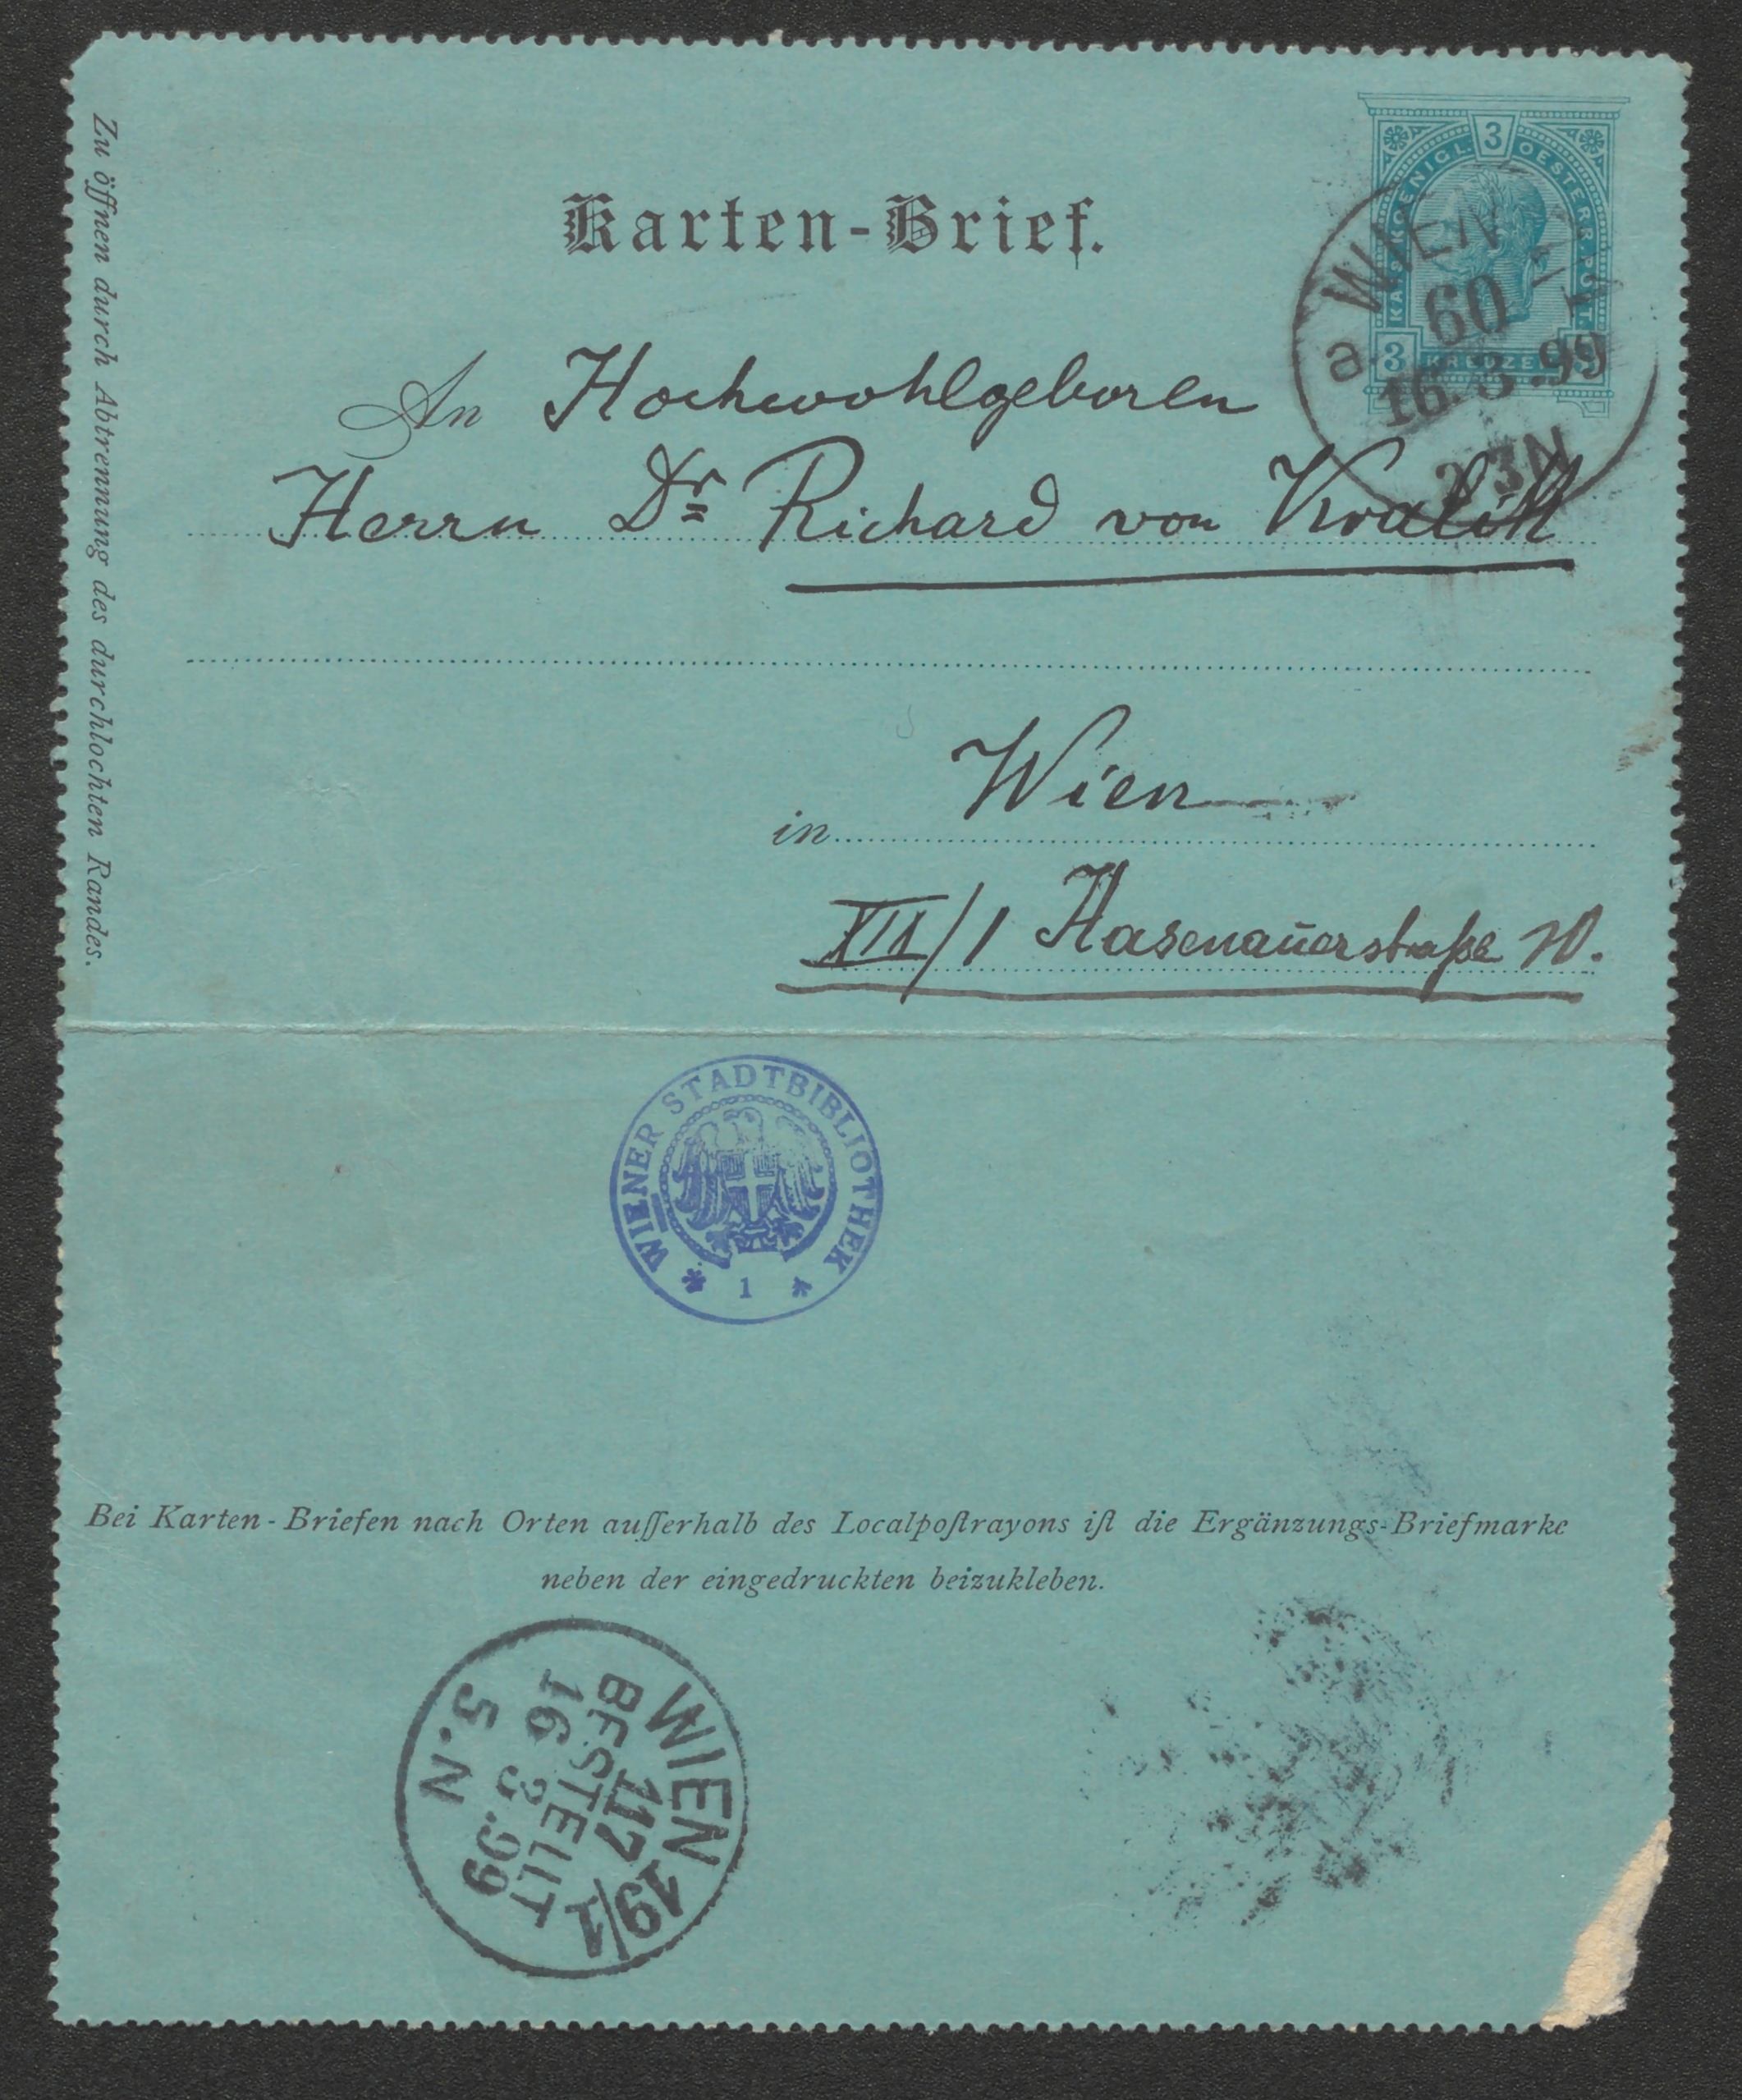 Zu öffnen durch Abtrennung des durchlochten Randes.
3
KAIS. KOENIGL. OESTERR. POST.
3 KREUZER
Karten-Brief.
WIEN
a 60
16.3.99
An Hochwohlgeboren
Herrn Dr Richard von Kralik
in Wien
XIX/1 Hasenauerstraße
WIENER STADTBIBLIOTHEK
* 1 *
Bei Karten-Briefen nach Orten auſſerhalb des Localpoſtrayons iſt die Ergänzungs-Briefmarke
neben der eingedruckten beizukleben.
WIEN 19/1
117
BESTELLT
16 3.99
5.N